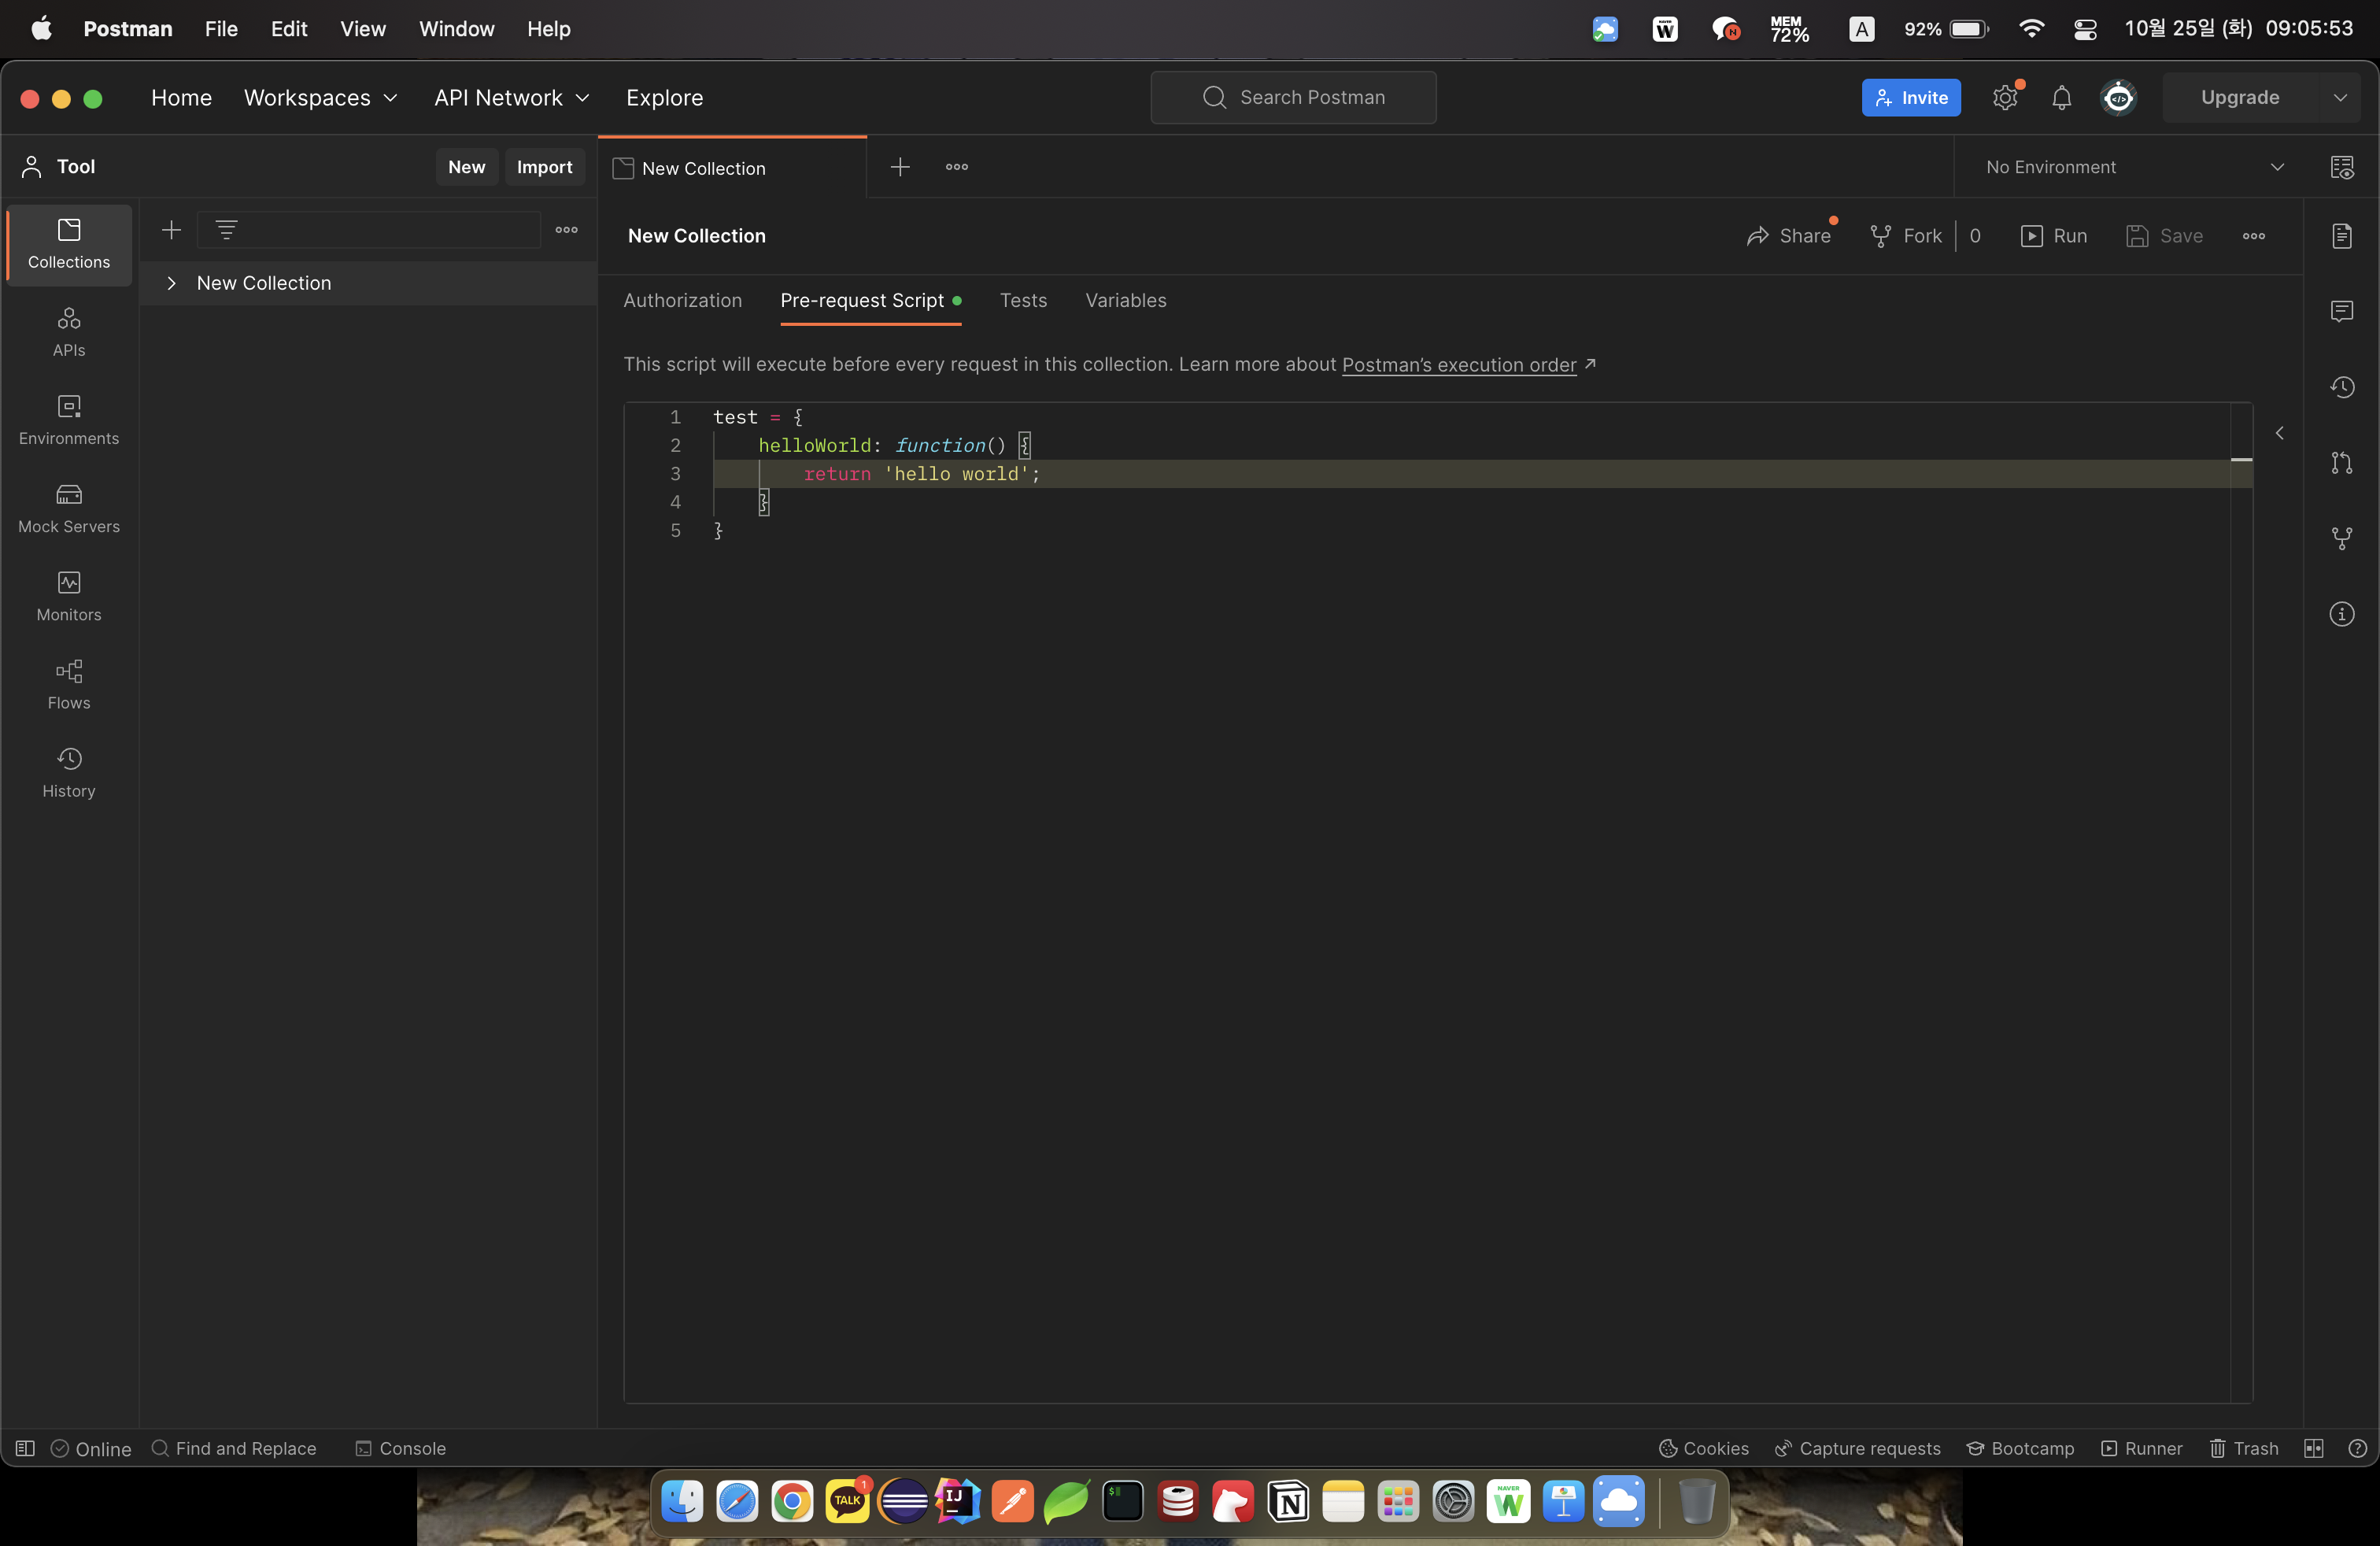 Postman File Edit View Window Help MEM 72% A 92% 10월 25일 (화) 09:05:53
Home Workspaces API Network Explore Search Postman Invite Upgrade
Tool New Import New Collection No Environment
New Collection Share Fork 0 Run Save
Collections
New Collection
APIs
Environments
Mock Servers
Monitors
Flows
History
Authorization Pre-request Script Tests Variables
This script will execute before every request in this collection. Learn more about Postman’s execution order ↗
1 test = {
2 helloWorld: function() {
3 return 'hello world';
4 }
5 }
Online Find and Replace Console Cookies Capture requests Bootcamp Runner Trash
TALK 1 IJ N NAVER W